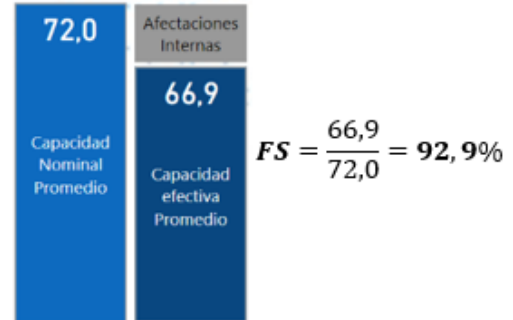 72,0
Capacidad
Nominal
Promedio
Afectaciones
Internas
66,9
Capacidad
efectiva
Promedio
FS = 66,9 / 72,0 = 92,9%